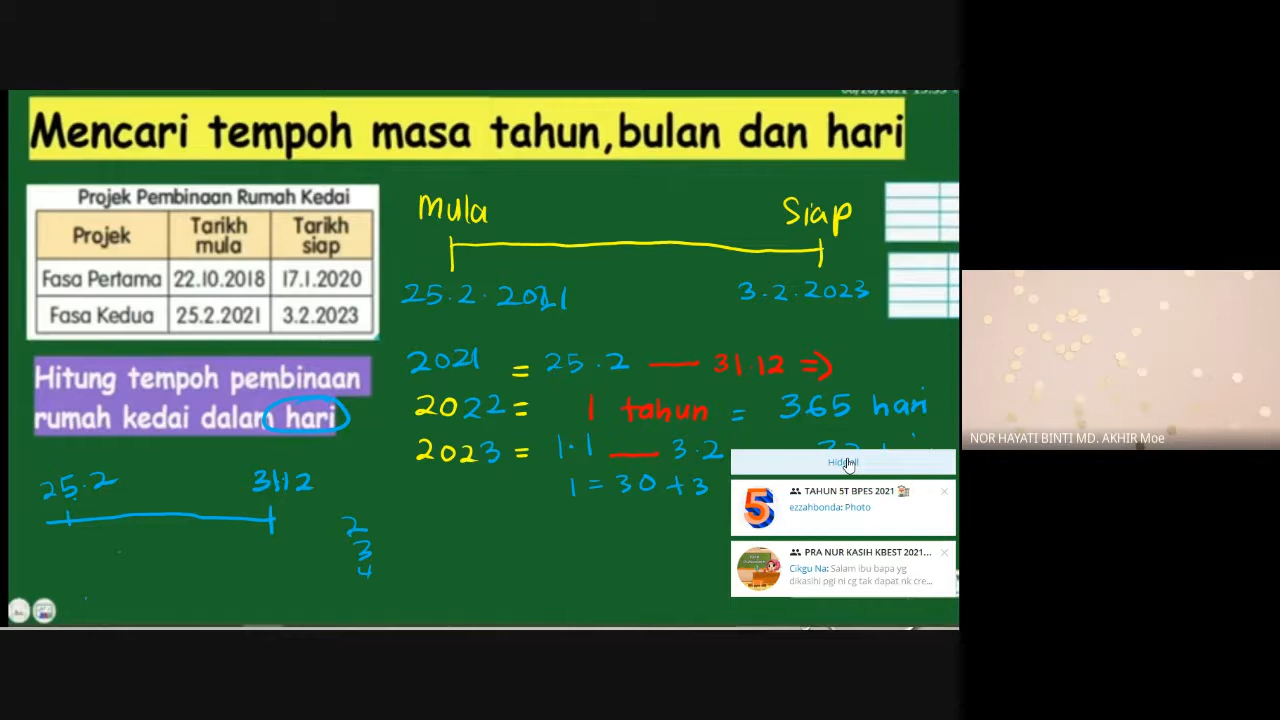 Mencari tempoh masa tahun,bulan dan hari
Projek Pembinaan Rumah Kedai
Projek Tarikh mula Tarikh siap
Fasa Pertama 22.10.2018 17.1.2020
Fasa Kedua 25.2.2021 3.2.2023
Hitung tempoh pembinaan
rumah kedai dalam hari
Mula Siap
25.2.2021 3.2.2023
2021 = 25.2 — 31.12 =>
2022 = 1 tahun = 365 hari
2023 = 1.1 — 3.2
1 = 30 + 3
25.2 31.12
2
3
4
TAHUN 5T BPES 2021
ezzahbonda: Photo
PRA NUR KASIH KBEST 2021...
Cikgu Na: Salam ibu bapa yg
dikasihi pgi ni cg tak dapat nk cre...
NOR HAYATI BINTI MD. AKHIR Moe